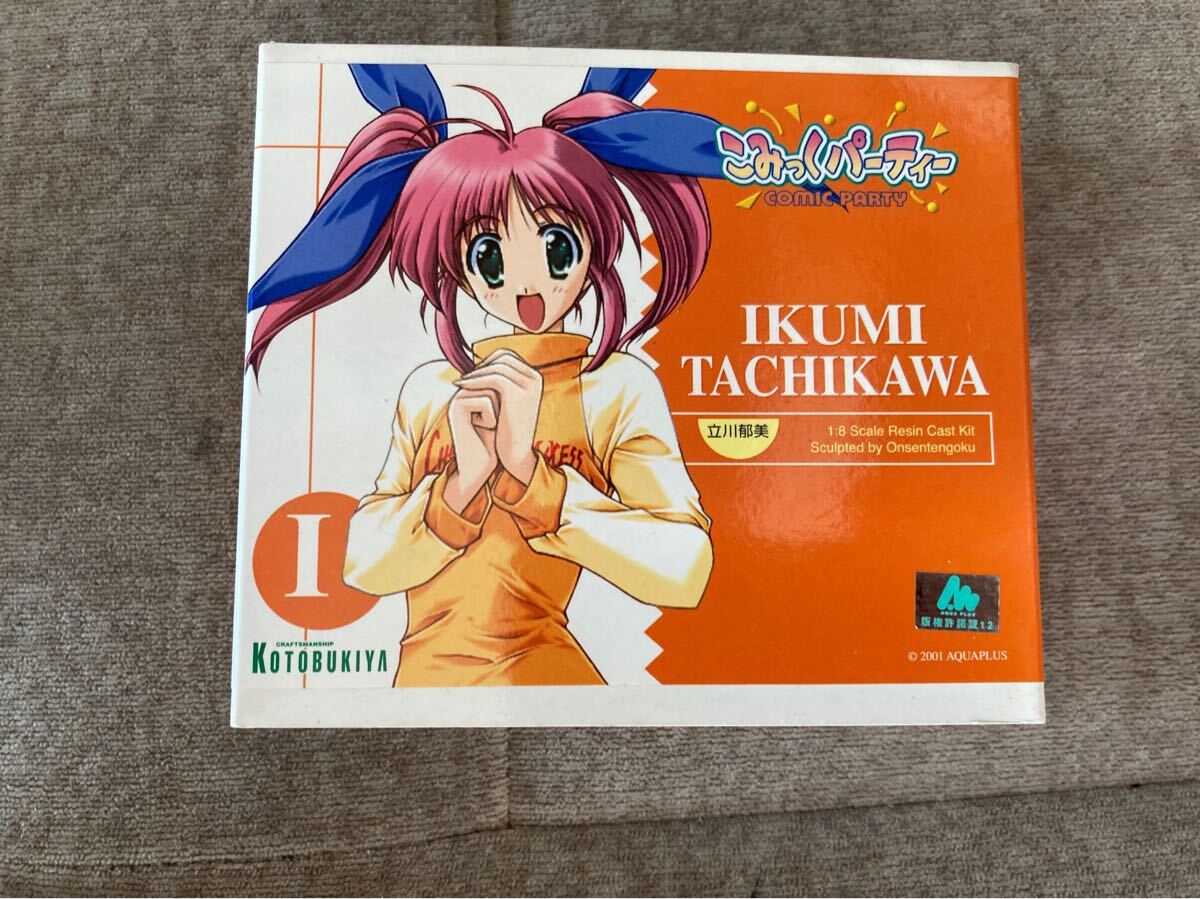 こみっくパーティー
COMIC PARTY
IKUMI
TACHIKAWA
立川郁美
1:8 Scale Resin Cast Kit
Sculpted by Onsentengoku
I
CRAFTSMANSHIP
KOTOBUKIYA
AQUA PLUS
版権許諾証12
© 2001 AQUAPLUS